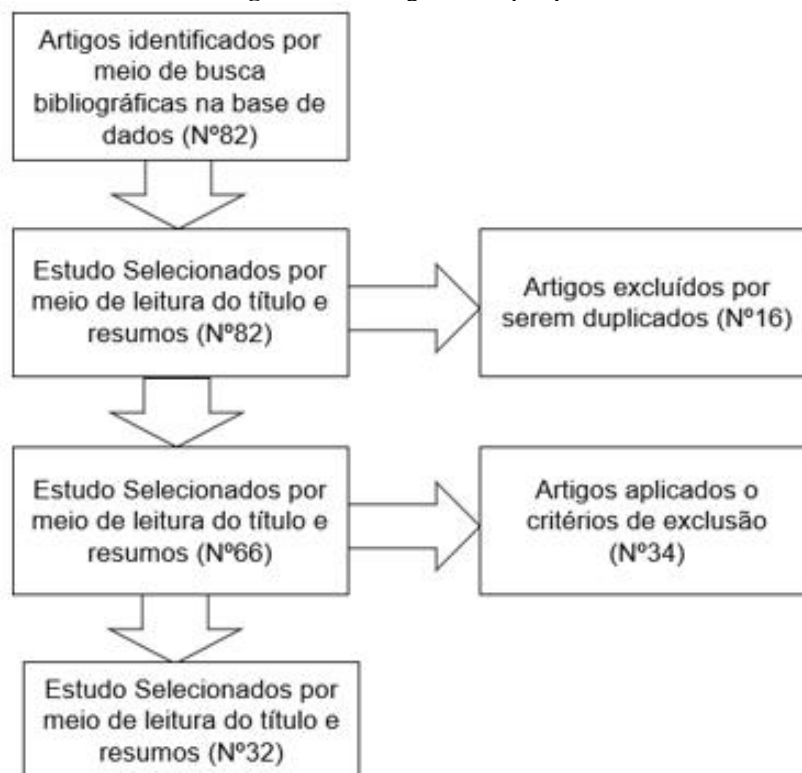 Artigos identificados por
meio de busca
bibliográficas na base de
dados (Nº82)
Estudo Selecionados por
meio de leitura do título e
resumos (Nº82)
Artigos excluídos por
serem duplicados (Nº16)
Estudo Selecionados por
meio de leitura do título e
resumos (Nº66)
Artigos aplicados o
critérios de exclusão
(Nº34)
Estudo Selecionados por
meio de leitura do título e
resumos (Nº32)